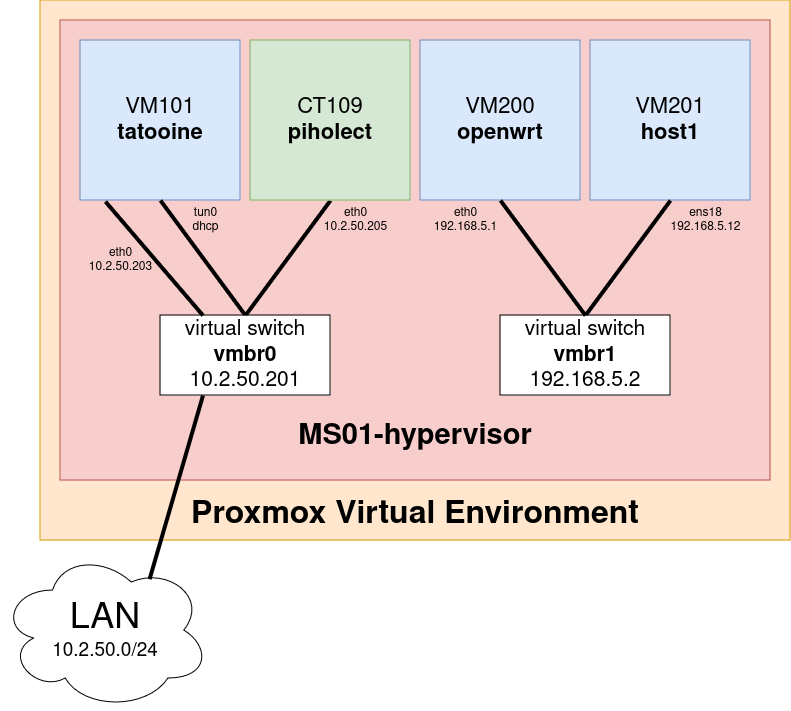 VM101
tatooine
CT109
piholect
VM200
openwrt
VM201
host1
eth0
10.2.50.203
tun0
dhcp
eth0
10.2.50.205
eth0
192.168.5.1
ens18
192.168.5.12
virtual switch
vmbr0
10.2.50.201
virtual switch
vmbr1
192.168.5.2
MS01-hypervisor
Proxmox Virtual Environment
LAN
10.2.50.0/24